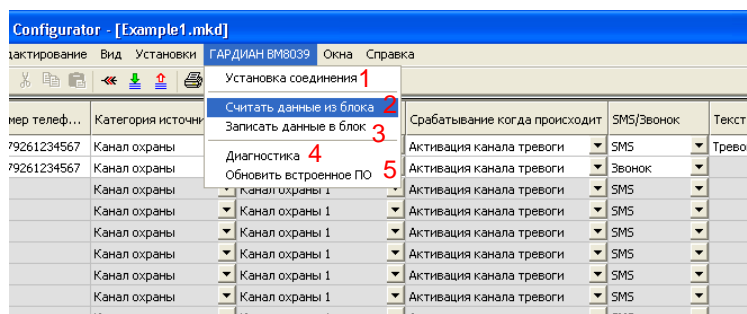 Configurator - [Example1.mkd]
дактирование Вид Установки ГАРДИАН ВМ8039 Окна Справка
Установка соединения 1
Считать данные из блока 2
Записать данные в блок 3
Диагностика 4
Обновить встроенное ПО 5
мер телеф... Категория источни Срабатывание когда происходит SMS/Звонок Текст
79261234567 Канал охраны Активация канала тревоги SMS Трево
79261234567 Канал охраны Активация канала тревоги Звонок
Канал охраны Канал охраны 1 Активация канала тревоги SMS
Канал охраны Канал охраны 1 Активация канала тревоги SMS
Канал охраны Канал охраны 1 Активация канала тревоги SMS
Канал охраны Канал охраны 1 Активация канала тревоги SMS
Канал охраны Канал охраны 1 Активация канала тревоги SMS
Канал охраны Канал охраны 1 Активация канала тревоги SMS